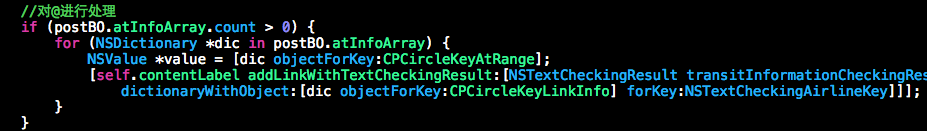 //对@进行处理
if (postBO.atInfoArray.count > 0) {
for (NSDictionary *dic in postBO.atInfoArray) {
NSValue *value = [dic objectForKey:CPCircleKeyAtRange];
[self.contentLabel addLinkWithTextCheckingResult:[NSTextCheckingResult transitInformationCheckingRes
dictionaryWithObject:[dic objectForKey:CPCircleKeyLinkInfo] forKey:NSTextCheckingAirlineKey]]];
}
}